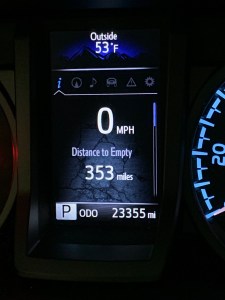 Outside
53°F
i
0 MPH
Distance to Empty
353 miles
P ODO 23355 mi
20